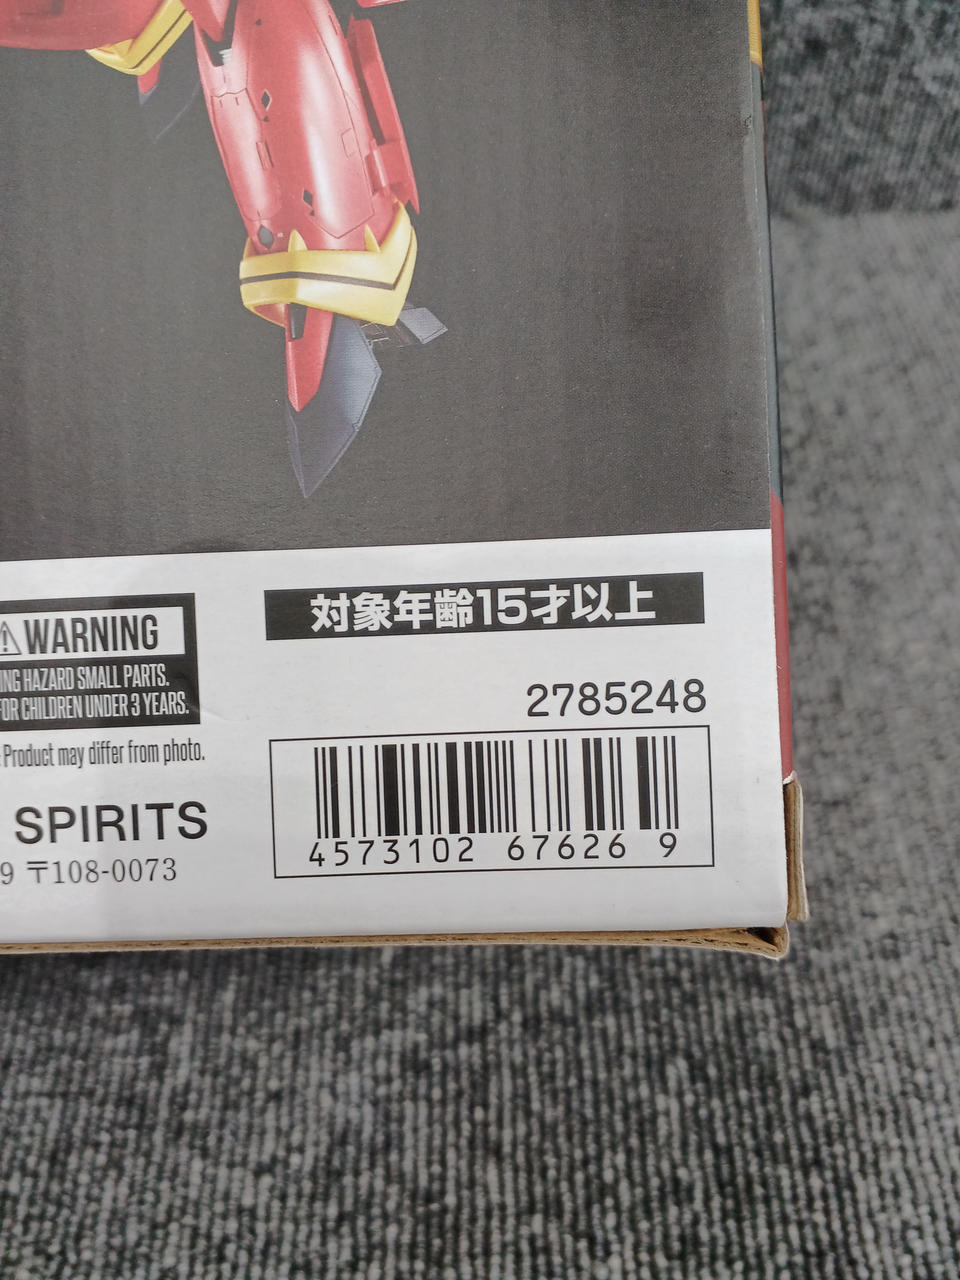 対象年齢15才以上
2785248
WARNING
HAZARD SMALL PARTS.
FOR CHILDREN UNDER 3 YEARS.
Product may differ from photo.
SPIRITS
9 〒108-0073
4573102 67626 9